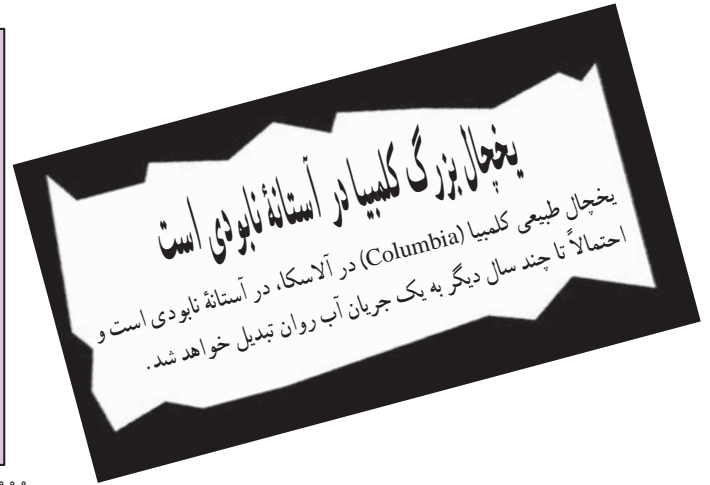 یخچال بزرگ کلمبیا در آستانهٔ نابودی است
یخچال طبیعی کلمبیا (Columbia) در آلاسکا، در آستانهٔ نابودی است و
احتمالاً تا چند سال دیگر به یک جریان آب روان تبدیل خواهد شد.